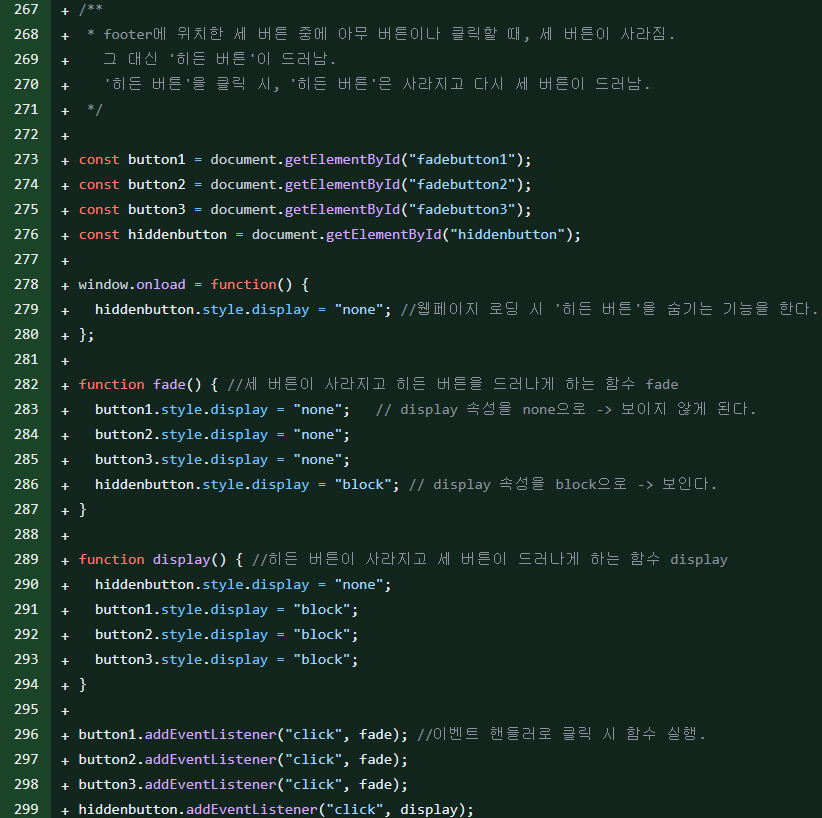 267 + /**
268 + * footer에 위치한 세 버튼 중에 아무 버튼이나 클릭할 때, 세 버튼이 사라짐.
269 + 그 대신 '히든 버튼'이 드러남.
270 + '히든 버튼'을 클릭 시, '히든 버튼'은 사라지고 다시 세 버튼이 드러남.
271 + */
272 +
273 + const button1 = document.getElementById("fadebutton1");
274 + const button2 = document.getElementById("fadebutton2");
275 + const button3 = document.getElementById("fadebutton3");
276 + const hiddenbutton = document.getElementById("hiddenbutton");
277 +
278 + window.onload = function() {
279 + hiddenbutton.style.display = "none"; //웹페이지 로딩 시 '히든 버튼'을 숨기는 기능을 한다.
280 + };
281 +
282 + function fade() { //세 버튼이 사라지고 히든 버튼을 드러나게 하는 함수 fade
283 + button1.style.display = "none"; // display 속성을 none으로 -> 보이지 않게 된다.
284 + button2.style.display = "none";
285 + button3.style.display = "none";
286 + hiddenbutton.style.display = "block"; // display 속성을 block으로 -> 보인다.
287 + }
288 +
289 + function display() { //히든 버튼이 사라지고 세 버튼이 드러나게 하는 함수 display
290 + hiddenbutton.style.display = "none";
291 + button1.style.display = "block";
292 + button2.style.display = "block";
293 + button3.style.display = "block";
294 + }
295 +
296 + button1.addEventListener("click", fade); //이벤트 핸들러로 클릭 시 함수 실행.
297 + button2.addEventListener("click", fade);
298 + button3.addEventListener("click", fade);
299 + hiddenbutton.addEventListener("click", display);